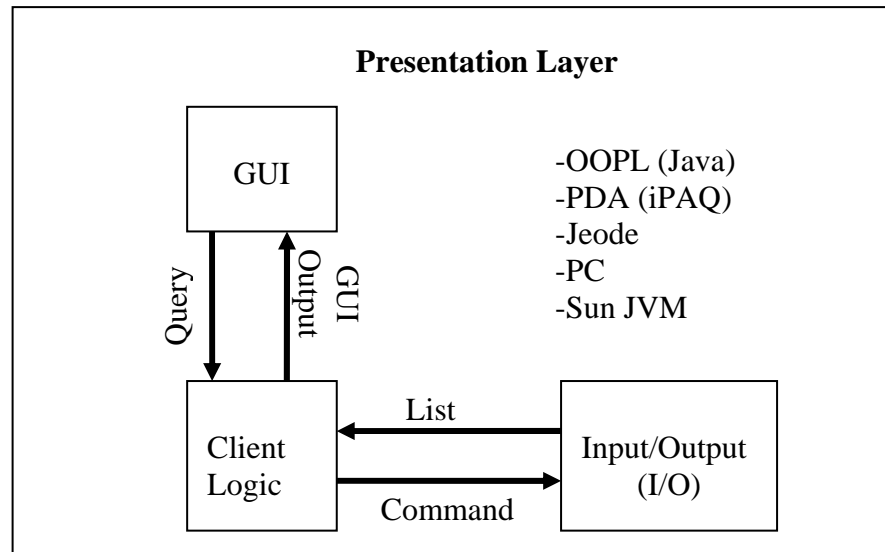 Presentation Layer
GUI
-OOPL (Java)
-PDA (iPAQ)
-Jeode
-PC
-Sun JVM
Query
GUI
Output
Client
Logic
List
Command
Input/Output
(I/O)